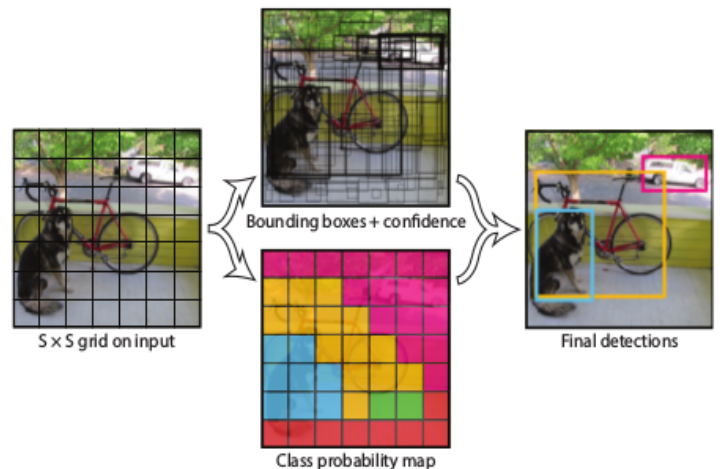 Bounding boxes + confidence
S × S grid on input
Final detections
Class probability map